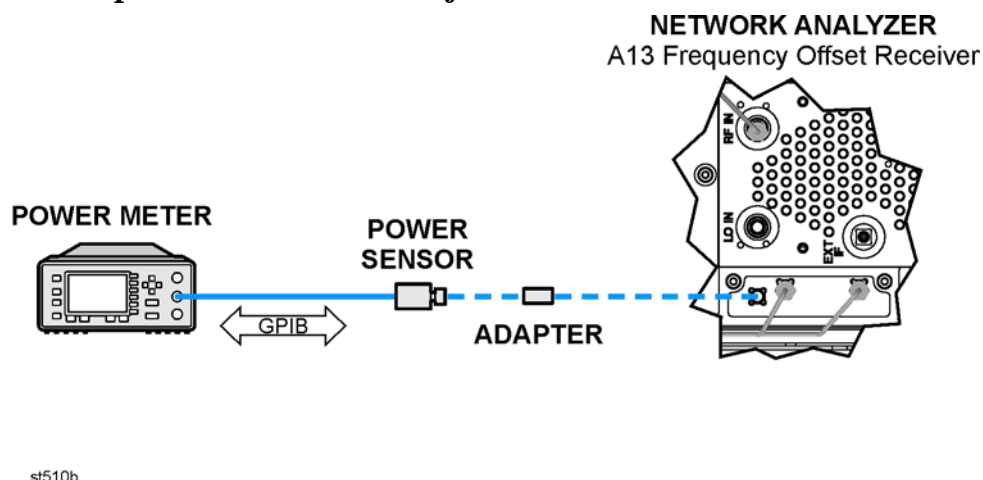 NETWORK ANALYZER
A13 Frequency Offset Receiver
RF IN
POWER METER
POWER
SENSOR
LO IN
EXT
IF
GPIB
ADAPTER
st510b